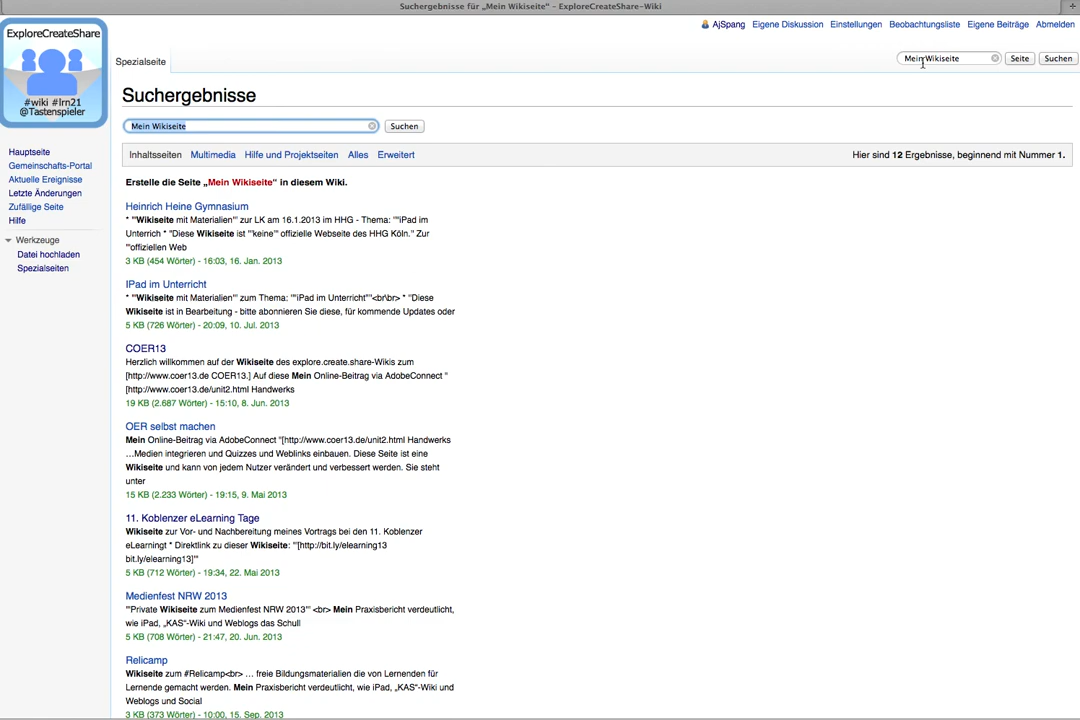 Suchergebnisse für „Mein Wikiseite“ – ExploreCreateShare-Wiki
AjSpang Eigene Diskussion Einstellungen Beobachtungsliste Eigene Beiträge Abmelden
ExploreCreateShare
#wiki #lrn21
@Tastenspieler
Spezialseite
Mein Wikiseite Seite Suchen
Suchergebnisse
Mein Wikiseite Suchen
Hauptseite
Gemeinschafts-Portal
Aktuelle Ereignisse
Letzte Änderungen
Zufällige Seite
Hilfe
Werkzeuge
Datei hochladen
Spezialseiten
Inhaltsseiten Multimedia Hilfe und Projektseiten Alles Erweitert Hier sind 12 Ergebnisse, beginnend mit Nummer 1.
Erstelle die Seite „Mein Wikiseite“ in diesem Wiki.
Heinrich Heine Gymnasium
* '''Wikiseite mit Materialien''' zur LK am 16.1.2013 im HHG - Thema: '''iPad im
Unterrich * "Diese Wikiseite ist '''keine''' offizielle Webseite des HHG Köln." Zur
'''offiziellen Web
3 KB (454 Wörter) - 16:03, 16. Jan. 2013
IPad im Unterricht
* '''Wikiseite mit Materialien''' zum Thema: '''iPad im Unterricht'''<br\br> * "Diese
Wikiseite ist in Bearbeitung - bitte abonnieren Sie diese, für kommende Updates oder
5 KB (726 Wörter) - 20:09, 10. Jul. 2013
COER13
Herzlich willkommen auf der Wikiseite des explore.create.share-Wikis zum
[http://www.coer13.de COER13.] Auf diese Mein Online-Beitrag via AdobeConnect "
[http://www.coer13.de/unit2.html Handwerks
19 KB (2.687 Wörter) - 15:10, 8. Jun. 2013
OER selbst machen
Mein Online-Beitrag via AdobeConnect "[http://www.coer13.de/unit2.html Handwerks
…Medien integrieren und Quizzes und Weblinks einbauen. Diese Seite ist eine
Wikiseite und kann von jedem Nutzer verändert und verbessert werden. Sie steht
unter
15 KB (2.233 Wörter) - 19:15, 9. Mai 2013
11. Koblenzer eLearning Tage
Wikiseite zur Vor- und Nachbereitung meines Vortrags bei den 11. Koblenzer
eLearningt * Direktlink zu dieser Wikiseite: '''[http://bit.ly/elearning13
bit.ly/elearning13]'''
5 KB (712 Wörter) - 19:34, 22. Mai 2013
Medienfest NRW 2013
'''Private Wikiseite zum Medienfest NRW 2013''' <br> Mein Praxisbericht verdeutlicht,
wie iPad, „KAS“-Wiki und Weblogs das Schull
5 KB (708 Wörter) - 21:47, 20. Jun. 2013
Relicamp
Wikiseite zum #Relicamp<br> ... freie Bildungsmaterialien die von Lernenden für
Lernende gemacht werden. Mein Praxisbericht verdeutlicht, wie iPad, „KAS“-Wiki und
Weblogs und Social
3 KB (373 Wörter) - 10:00, 15. Sep. 2013